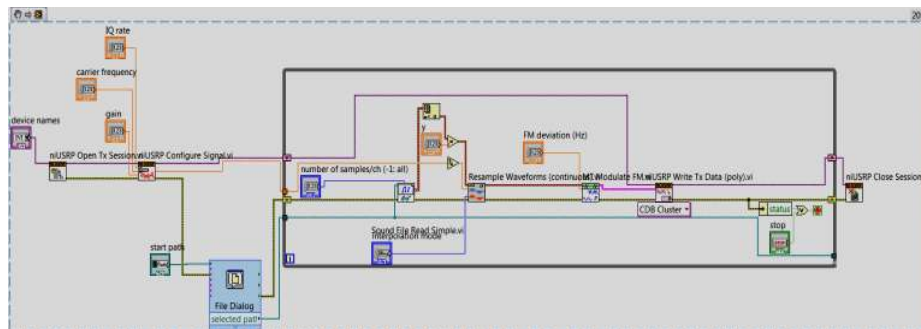 20
IQ rate
carrier frequency
gain
device names
niUSRP Open Tx Session.vi
niUSRP Configure Signal.vi
number of samples/ch (-1: all)
y
FM deviation (Hz)
Resample Waveforms (continuous).vi
MT Modulate FM.vi
niUSRP Write Tx Data (poly).vi
niUSRP Close Session
CDB Cluster
status
stop
Sound File Read Simple.vi
Interpolation mode
start path
File Dialog
selected path
i